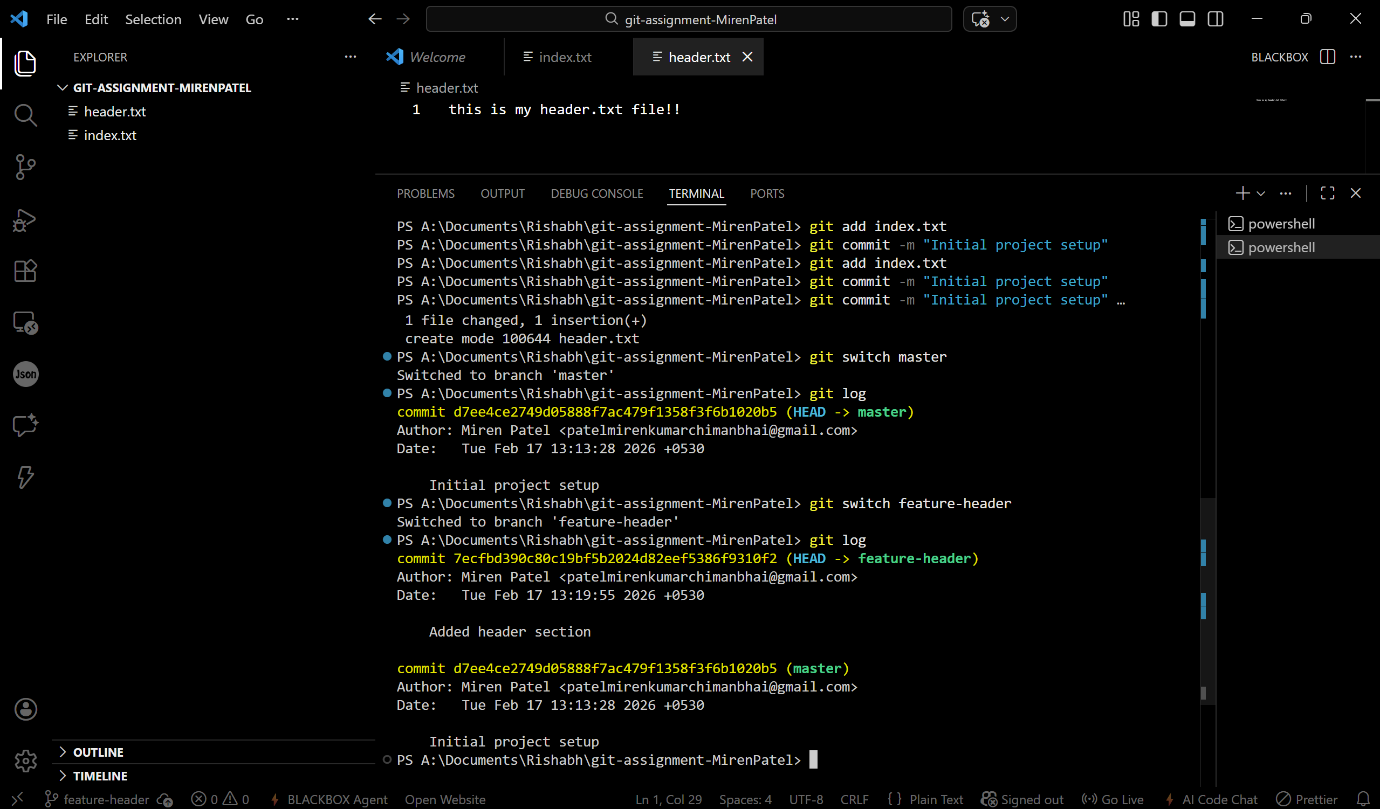 File Edit Selection View Go ...
git-assignment-MirenPatel
EXPLORER ...
GIT-ASSIGNMENT-MIRENPATEL
header.txt
index.txt
Welcome index.txt header.txt
BLACKBOX ...
header.txt
1 this is my header.txt file!!
PROBLEMS OUTPUT DEBUG CONSOLE TERMINAL PORTS
PS A:\Documents\Rishabh\git-assignment-MirenPatel> git add index.txt
PS A:\Documents\Rishabh\git-assignment-MirenPatel> git commit -m "Initial project setup"
PS A:\Documents\Rishabh\git-assignment-MirenPatel> git add index.txt
PS A:\Documents\Rishabh\git-assignment-MirenPatel> git commit -m "Initial project setup"
PS A:\Documents\Rishabh\git-assignment-MirenPatel> git commit -m "Initial project setup" …
1 file changed, 1 insertion(+)
create mode 100644 header.txt
PS A:\Documents\Rishabh\git-assignment-MirenPatel> git switch master
Switched to branch 'master'
PS A:\Documents\Rishabh\git-assignment-MirenPatel> git log
commit d7ee4ce2749d05888f7ac479f1358f3f6b1020b5 (HEAD -> master)
Author: Miren Patel <patelmirenkumarchimanbhai@gmail.com>
Date:   Tue Feb 17 13:13:28 2026 +0530
Initial project setup
PS A:\Documents\Rishabh\git-assignment-MirenPatel> git switch feature-header
Switched to branch 'feature-header'
PS A:\Documents\Rishabh\git-assignment-MirenPatel> git log
commit 7ecfbd390c80c19bf5b2024d82eef5386f9310f2 (HEAD -> feature-header)
Author: Miren Patel <patelmirenkumarchimanbhai@gmail.com>
Date:   Tue Feb 17 13:19:55 2026 +0530
Added header section
commit d7ee4ce2749d05888f7ac479f1358f3f6b1020b5 (master)
Author: Miren Patel <patelmirenkumarchimanbhai@gmail.com>
Date:   Tue Feb 17 13:13:28 2026 +0530
Initial project setup
PS A:\Documents\Rishabh\git-assignment-MirenPatel>
powershell
powershell
Json
OUTLINE
TIMELINE
feature-header 0 0 BLACKBOX Agent Open Website Ln 1, Col 29 Spaces: 4 UTF-8 CRLF {} Plain Text Signed out Go Live AI Code Chat Prettier